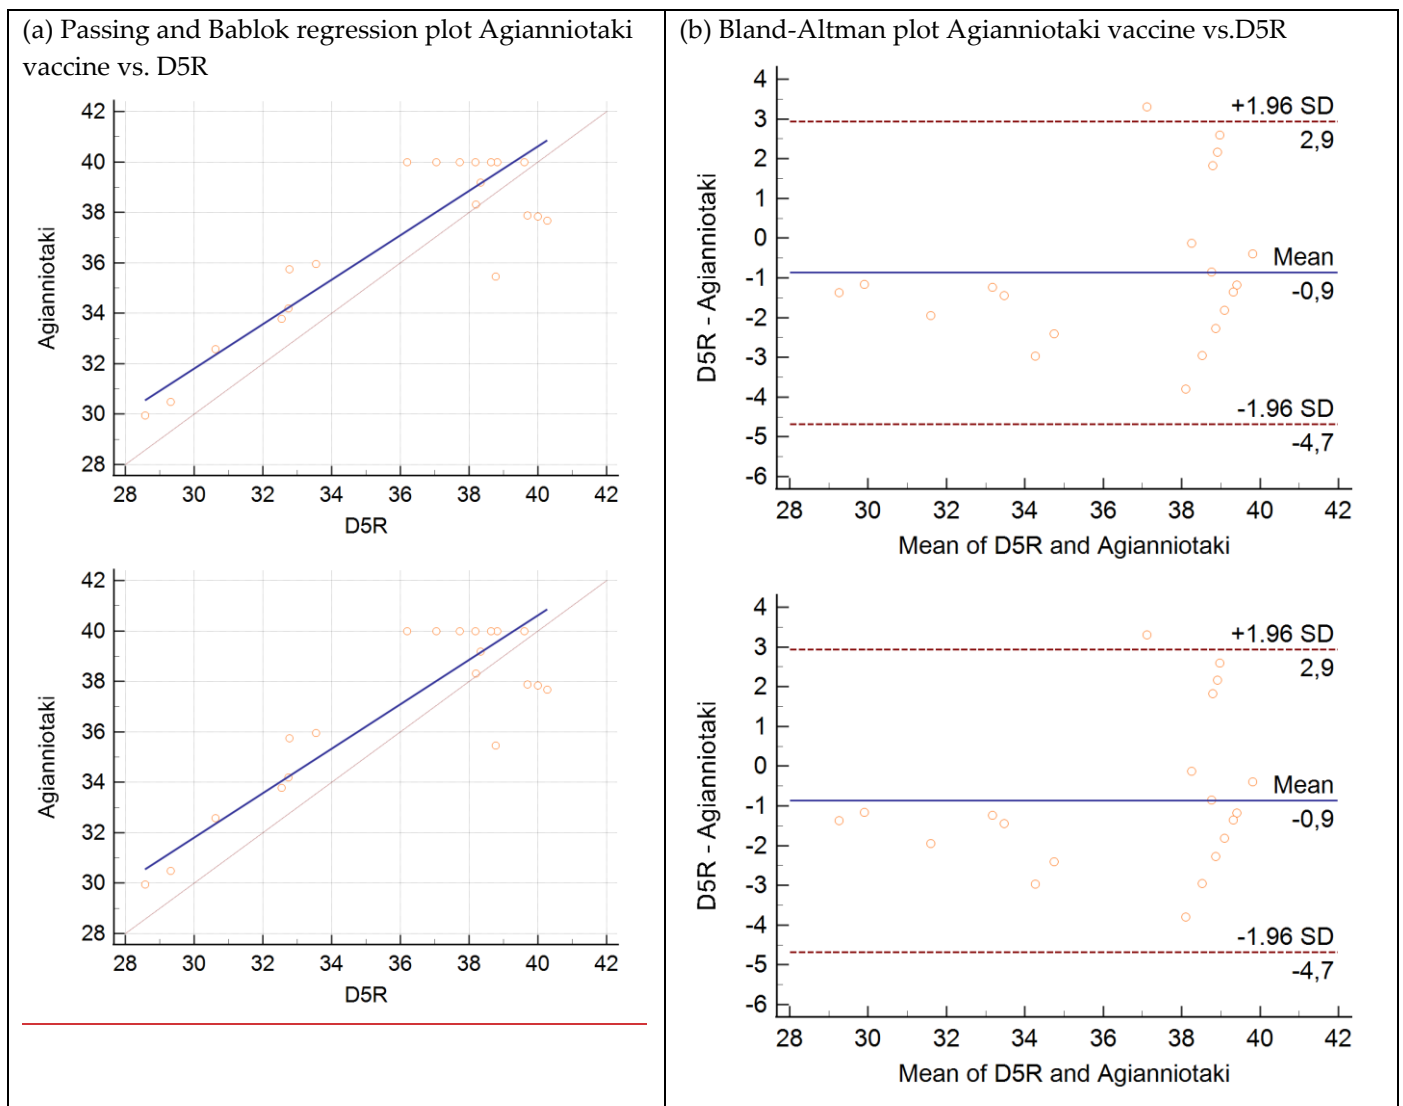 (a) Passing and Bablok regression plot Agianniotaki
vaccine vs. D5R
42
40
38
36
34
32
30
28
Agianniotaki
28 30 32 34 36 38 40 42
D5R
42
40
38
36
34
32
30
28
Agianniotaki
28 30 32 34 36 38 40 42
D5R
(b) Bland-Altman plot Agianniotaki vaccine vs.D5R
4
3
2
1
0
-1
-2
-3
-4
-5
-6
D5R - Agianniotaki
+1.96 SD
2,9
Mean
-0,9
-1.96 SD
-4,7
28 30 32 34 36 38 40 42
Mean of D5R and Agianniotaki
4
3
2
1
0
-1
-2
-3
-4
-5
-6
D5R - Agianniotaki
+1.96 SD
2,9
Mean
-0,9
-1.96 SD
-4,7
28 30 32 34 36 38 40 42
Mean of D5R and Agianniotaki